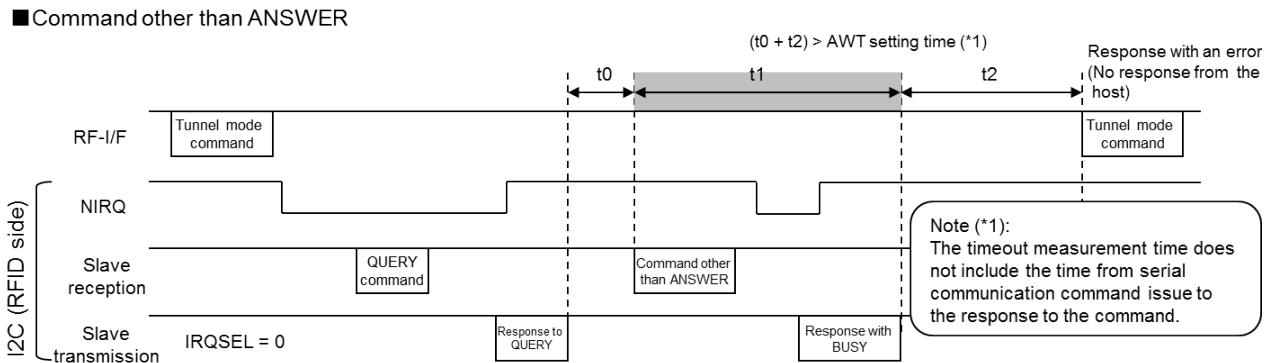 ■Command other than ANSWER
(t0 + t2) > AWT setting time (*1)
Response with an error
(No response from the
host)
t0
t1
t2
RF-I/F
Tunnel mode
command
Tunnel mode
command
NIRQ
I2C (RFID side)
Slave
reception
QUERY
command
Command other
than ANSWER
Slave
transmission
IRQSEL = 0
Response to
QUERY
Response with
BUSY
Note (*1):
The timeout measurement time does
not include the time from serial
communication command issue to
the response to the command.